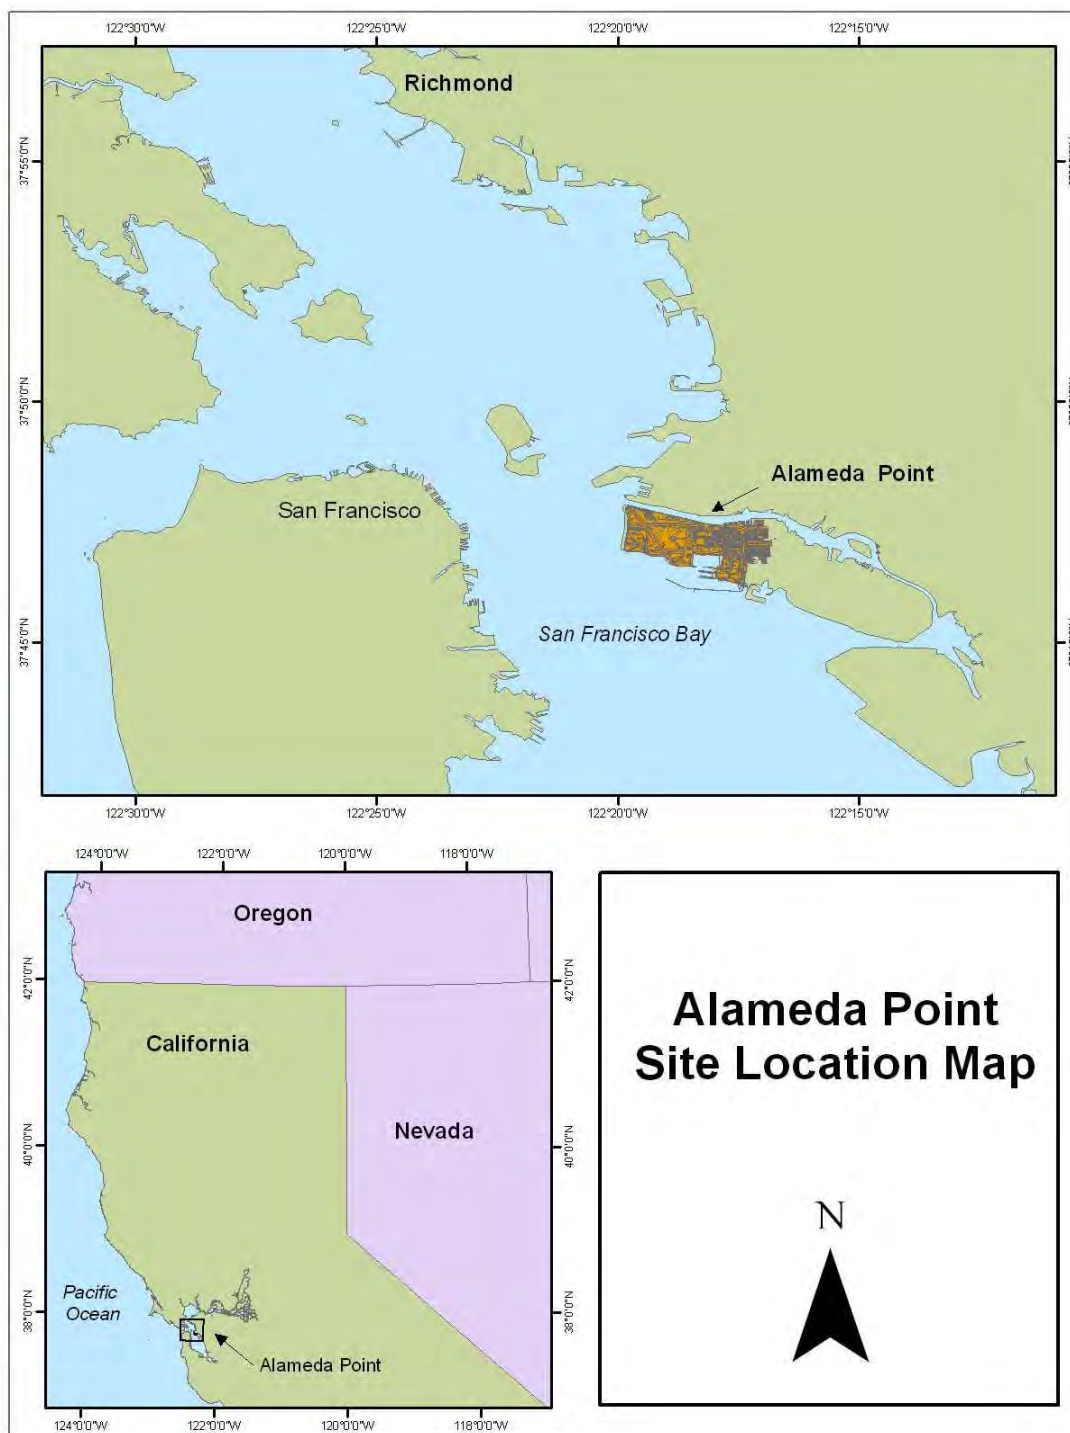 122°30'0"W 122°25'0"W 122°20'0"W 122°15'0"W
Richmond
37°55'0"N
37°50'0"N
Alameda Point
San Francisco
San Francisco Bay
37°45'0"N
122°30'0"W 122°25'0"W 122°20'0"W 122°15'0"W
124°0'0"W 122°0'0"W 120°0'0"W 118°0'0"W
Oregon
42°0'0"N 42°0'0"N
California
Nevada
40°0'0"N 40°0'0"N
Pacific
Ocean
38°0'0"N 38°0'0"N
Alameda Point
124°0'0"W 122°0'0"W 120°0'0"W 118°0'0"W
Alameda Point
Site Location Map
N